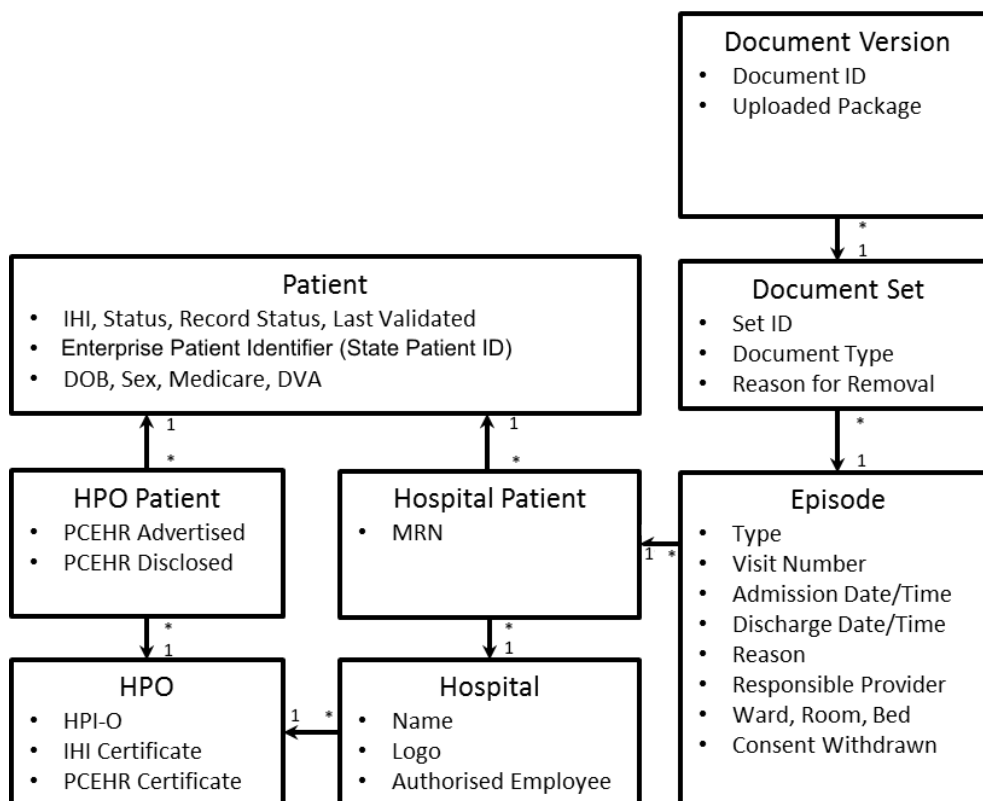 Document Version
• Document ID
• Uploaded Package
*
1
Document Set
• Set ID
• Document Type
• Reason for Removal
*
1
Patient
• IHI, Status, Record Status, Last Validated
• Enterprise Patient Identifier (State Patient ID)
• DOB, Sex, Medicare, DVA
1
*
1
*
HPO Patient
• PCEHR Advertised
• PCEHR Disclosed
*
1
Hospital Patient
• MRN
*
1
1 *
Episode
• Type
• Visit Number
• Admission Date/Time
• Discharge Date/Time
• Reason
• Responsible Provider
• Ward, Room, Bed
• Consent Withdrawn
HPO
• HPI-O
• IHI Certificate
• PCEHR Certificate
1 *
Hospital
• Name
• Logo
• Authorised Employee